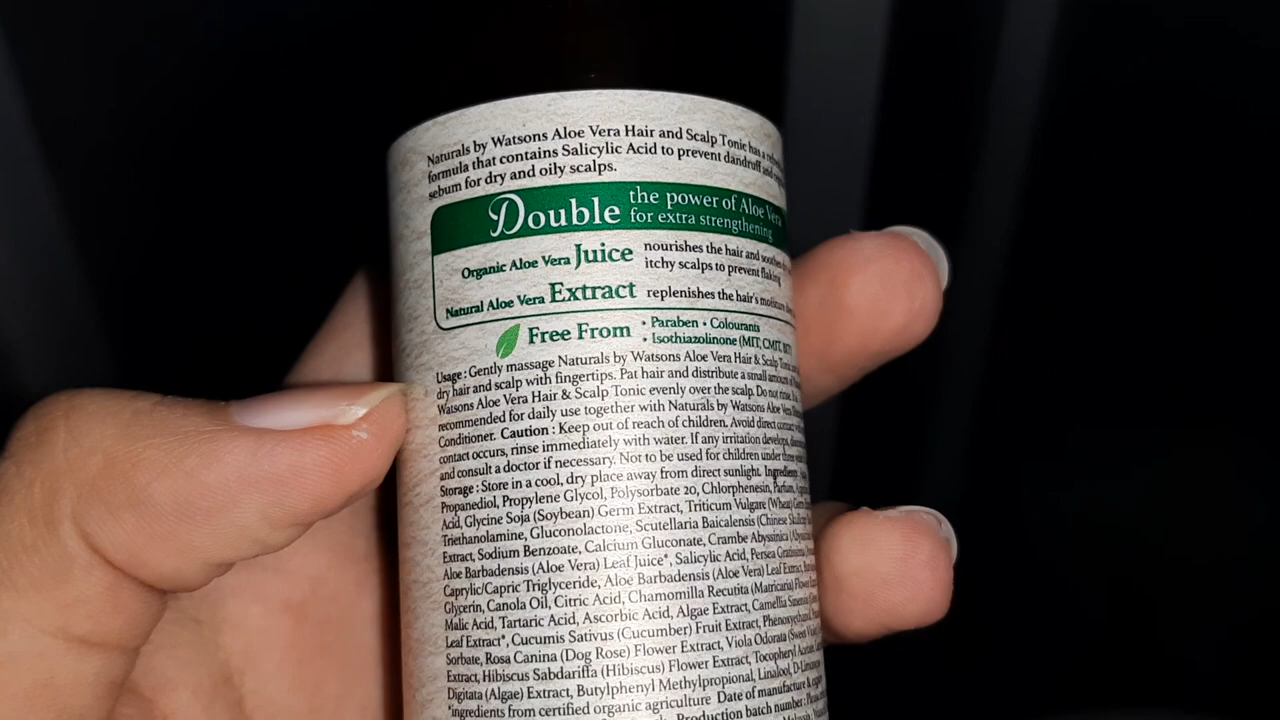 Naturals by Watsons Aloe Vera Hair and Scalp Tonic has a
formula that contains Salicylic Acid to prevent dandruff and
sebum for dry and oily scalps.
Double the power of Aloe Vera
for extra strengthening
Organic Aloe Vera Juice nourishes the hair and soothes
itchy scalps to prevent flaking
Natural Aloe Vera Extract replenishes the hair's moisture
Free From • Paraben • Colourants
• Isothiazolinone (MIT, CMIT, BIT)
Usage : Gently massage Naturals by Watsons Aloe Vera Hair & Scalp Tonic
dry hair and scalp with fingertips. Pat hair and distribute a small amount of
Watsons Aloe Vera Hair & Scalp Tonic evenly over the scalp. Do not rinse.
recommended for daily use together with Naturals by Watsons Aloe Vera
Conditioner. Caution : Keep out of reach of children. Avoid direct contact
contact occurs, rinse immediately with water. If any irritation develops,
and consult a doctor if necessary. Not to be used for children under three
Storage : Store in a cool, dry place away from direct sunlight. Ingredients:
Propanediol, Propylene Glycol, Polysorbate 20, Chlorphenesin, Parfum,
Acid, Glycine Soja (Soybean) Germ Extract, Triticum Vulgare (Wheat) Germ
Triethanolamine, Gluconolactone, Scutellaria Baicalensis (Chinese Skullcap)
Extract, Sodium Benzoate, Calcium Gluconate, Crambe Abyssinica
Aloe Barbadensis (Aloe Vera) Leaf Juice*, Salicylic Acid, Persea Gratissima
Caprylic/Capric Triglyceride, Aloe Barbadensis (Aloe Vera) Leaf Extract,
Glycerin, Canola Oil, Citric Acid, Chamomilla Recutita (Matricaria) Flower
Malic Acid, Tartaric Acid, Ascorbic Acid, Algae Extract, Camellia Sinensis
Leaf Extract*, Cucumis Sativus (Cucumber) Fruit Extract, Phenoxyethanol,
Sorbate, Rosa Canina (Dog Rose) Flower Extract, Viola Odorata (Sweet
Extract, Hibiscus Sabdariffa (Hibiscus) Flower Extract, Tocopheryl Acetate,
Digitata (Algae) Extract, Butylphenyl Methylpropional, Linalool, D-Limonene
*ingredients from certified organic agriculture Date of manufacture &
Production batch number : Please